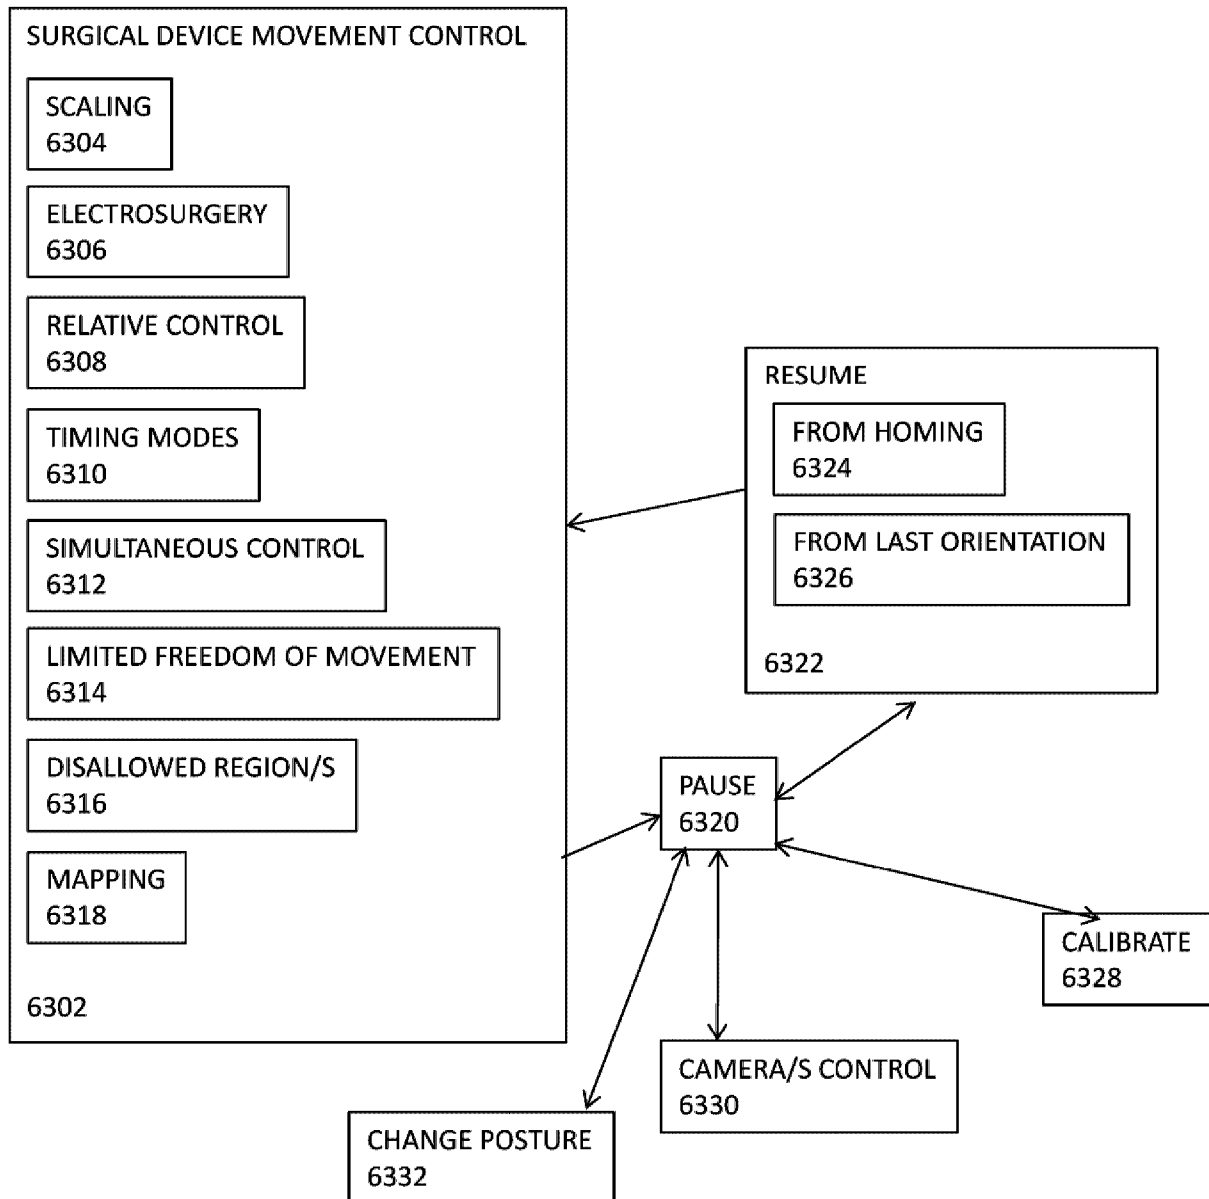 SURGICAL DEVICE MOVEMENT CONTROL
SCALING
6304
ELECTROSURGERY
6306
RELATIVE CONTROL
6308
TIMING MODES
6310
SIMULTANEOUS CONTROL
6312
LIMITED FREEDOM OF MOVEMENT
6314
DISALLOWED REGION/S
6316
MAPPING
6318
6302
RESUME
FROM HOMING
6324
FROM LAST ORIENTATION
6326
6322
PAUSE
6320
CALIBRATE
6328
CAMERA/S CONTROL
6330
CHANGE POSTURE
6332